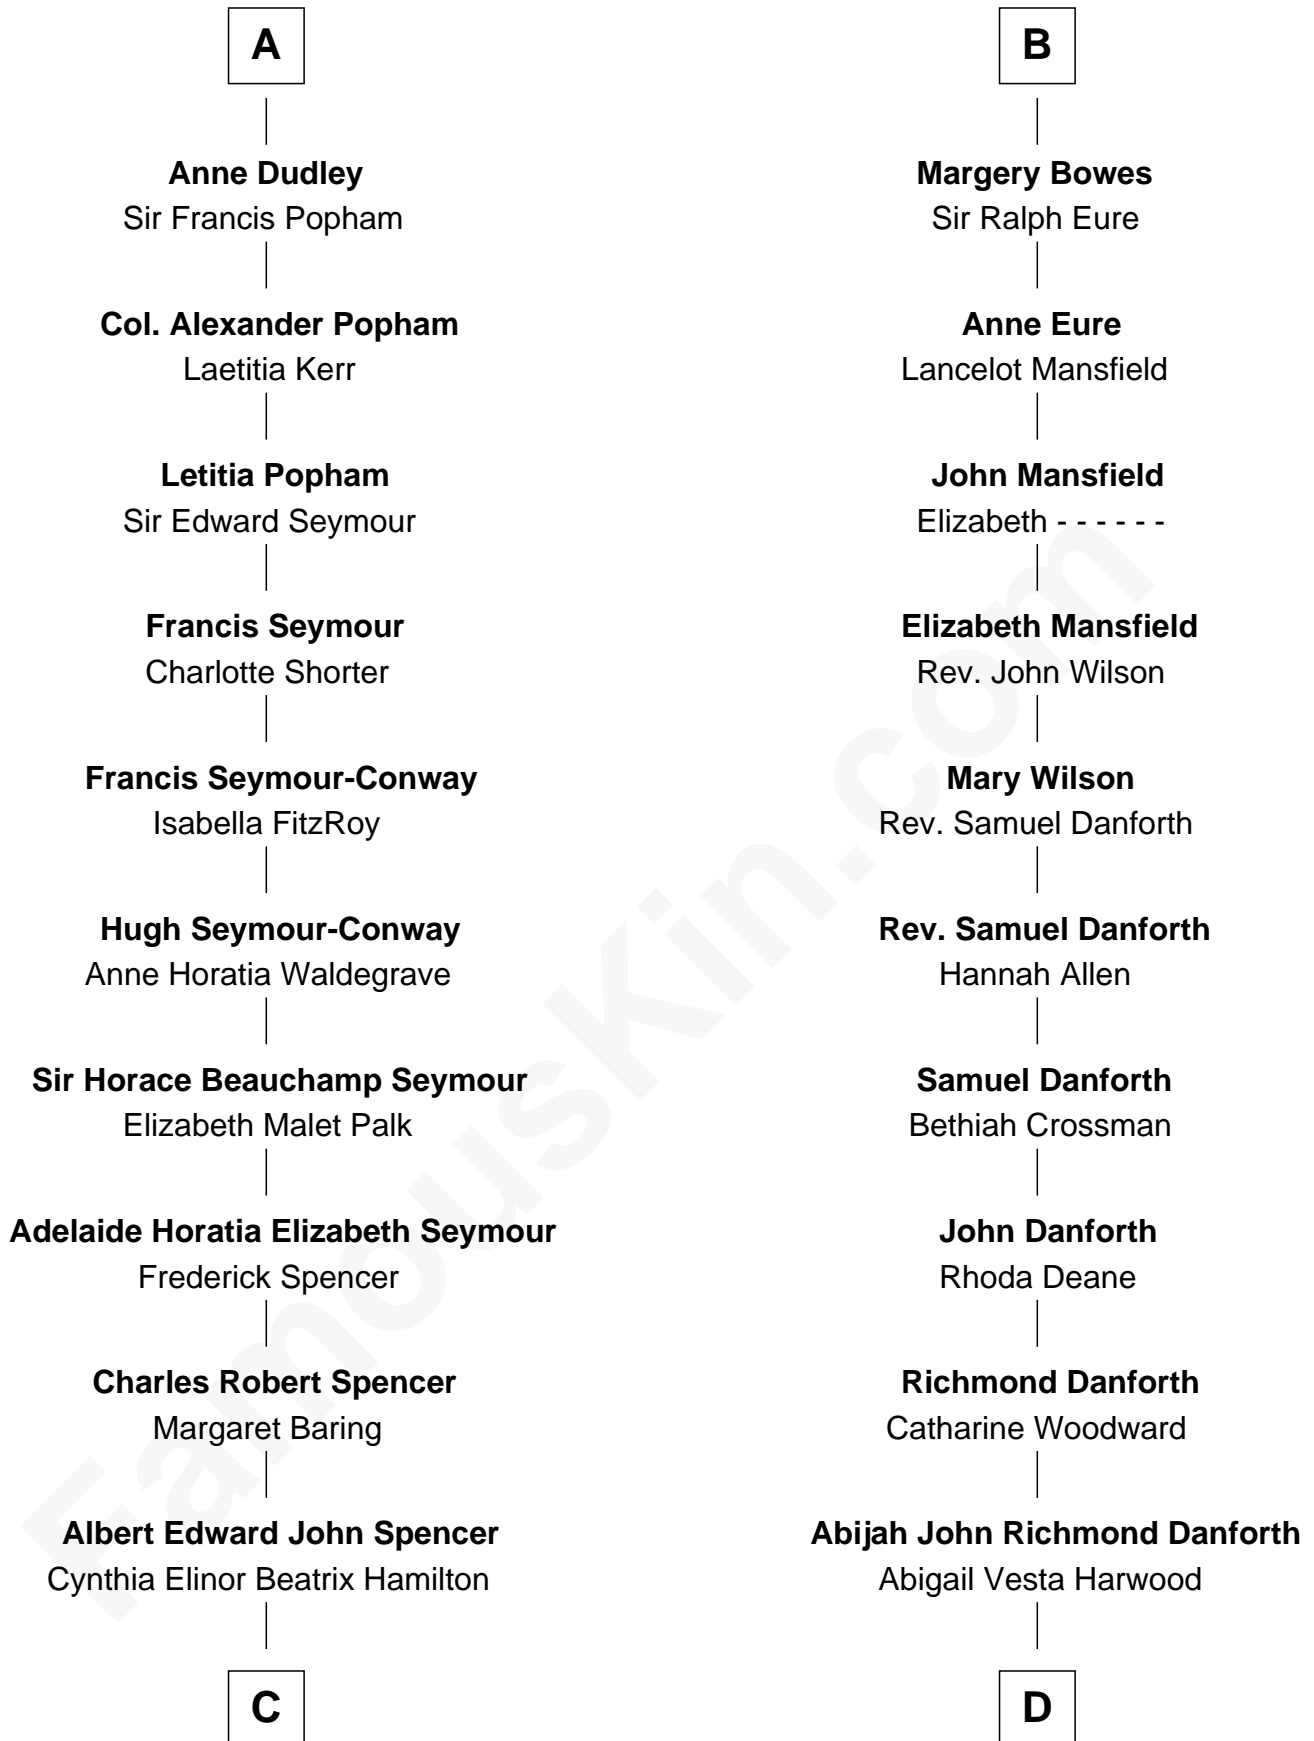 A
Anne Dudley
Sir Francis Popham
Col. Alexander Popham
Laetitia Kerr
Letitia Popham
Sir Edward Seymour
Francis Seymour
Charlotte Shorter
Francis Seymour-Conway
Isabella FitzRoy
Hugh Seymour-Conway
Anne Horatia Waldegrave
Sir Horace Beauchamp Seymour
Elizabeth Malet Palk
Adelaide Horatia Elizabeth Seymour
Frederick Spencer
Charles Robert Spencer
Margaret Baring
Albert Edward John Spencer
Cynthia Elinor Beatrix Hamilton
C
B
Margery Bowes
Sir Ralph Eure
Anne Eure
Lancelot Mansfield
John Mansfield
Elizabeth - - - - - -
Elizabeth Mansfield
Rev. John Wilson
Mary Wilson
Rev. Samuel Danforth
Rev. Samuel Danforth
Hannah Allen
Samuel Danforth
Bethiah Crossman
John Danforth
Rhoda Deane
Richmond Danforth
Catharine Woodward
Abijah John Richmond Danforth
Abigail Vesta Harwood
D
FamousKin.com